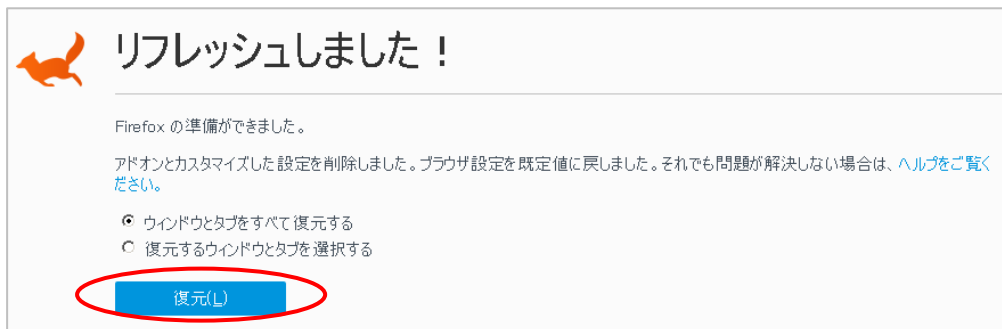 リフレッシュしました！
Firefox の準備ができました。
アドオンとカスタマイズした設定を削除しました。ブラウザ設定を既定値に戻しました。それでも問題が解決しない場合は、ヘルプをご覧く
ださい。
ウィンドウとタブをすべて復元する
復元するウィンドウとタブを選択する
復元(L)